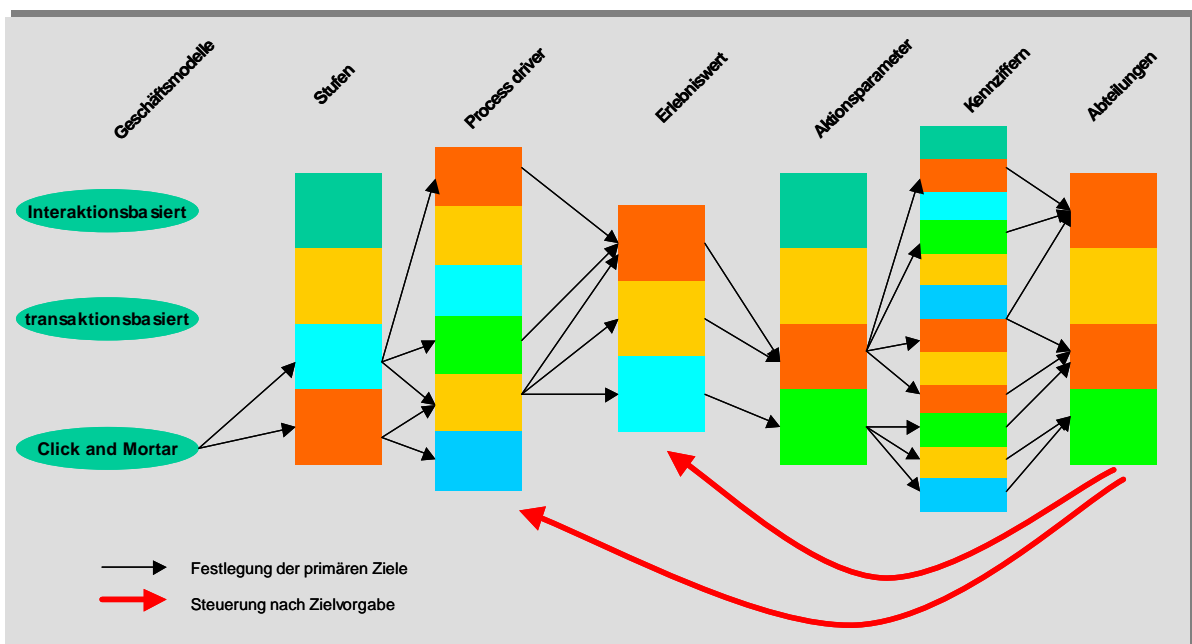 Geschäftsmodelle
Stufen
Process driver
Erlebniswert
Aktionsparameter
Kennziffern
Abteilungen
Interaktionsbasiert
transaktionsbasiert
Click and Mortar
Festlegung der primären Ziele
Steuerung nach Zielvorgabe